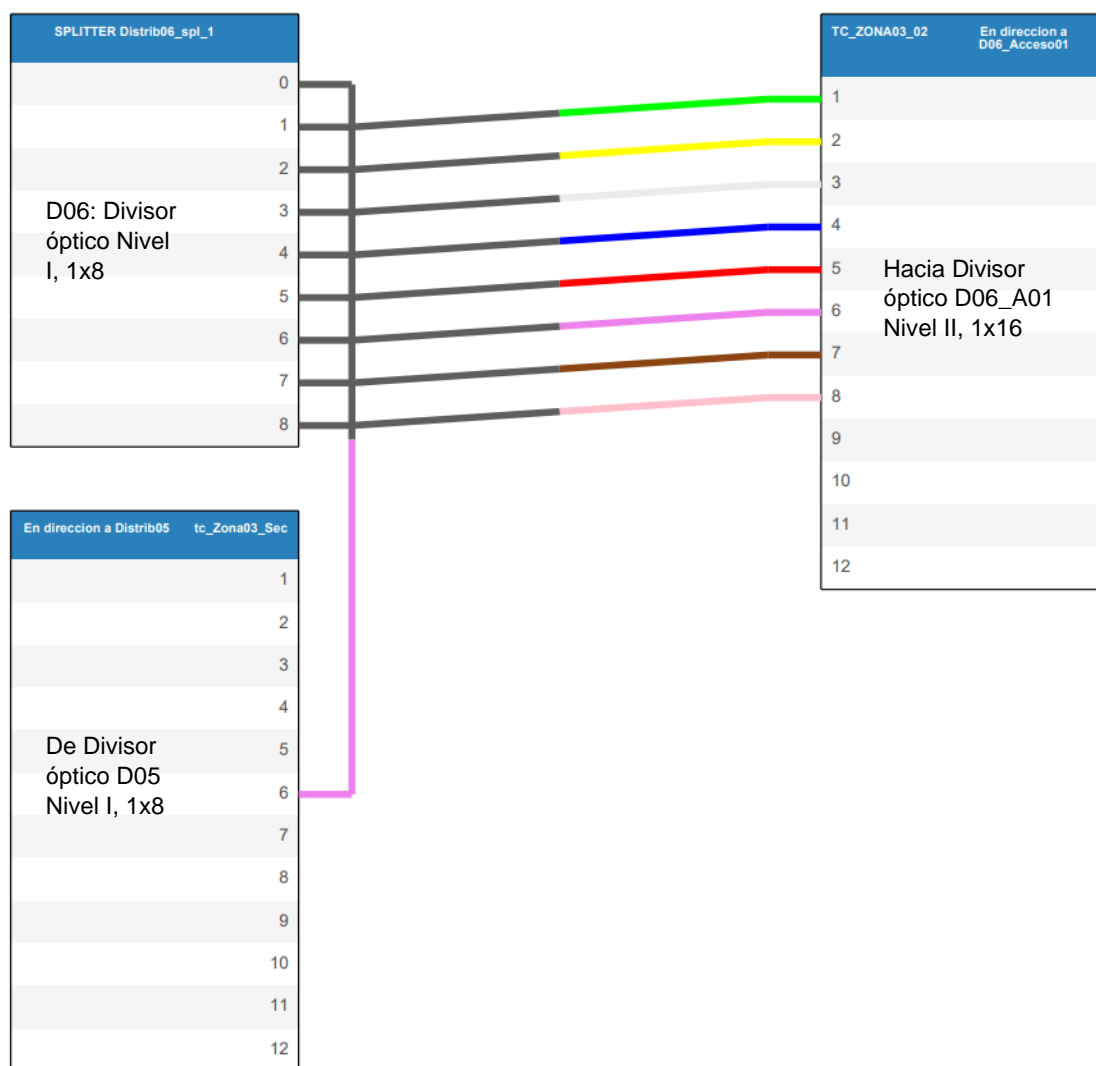 SPLITTER Distrib06_spl_1
0
1
2
3
4
5
6
7
8
D06: Divisor
óptico Nivel
I, 1x8
TC_ZONA03_02
En direccion a
D06_Acceso01
1
2
3
4
5
6
7
8
9
10
11
12
Hacia Divisor
óptico D06_A01
Nivel II, 1x16
En direccion a Distrib05 tc_Zona03_Sec
1
2
3
4
5
6
7
8
9
10
11
12
De Divisor
óptico D05
Nivel I, 1x8